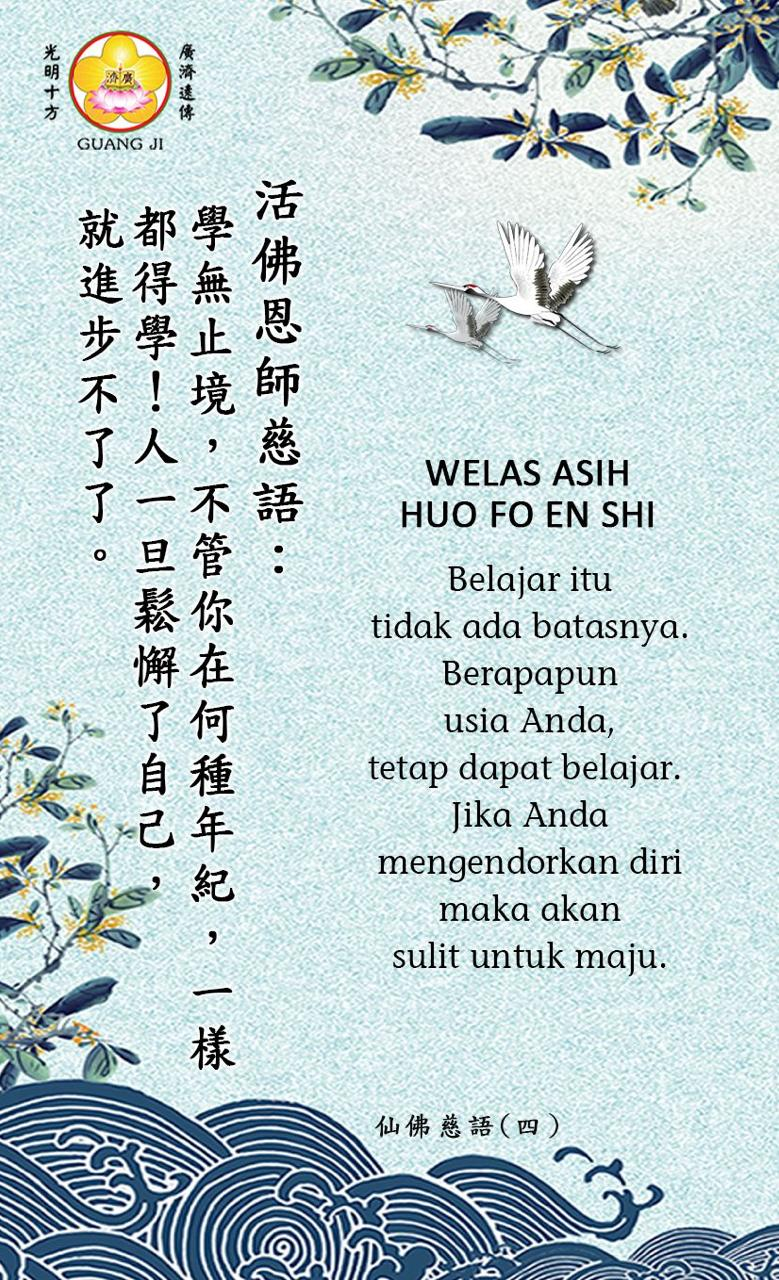 光明十方
廣濟
廣濟遠傳
GUANG JI
活佛恩師慈語：
學無止境，不管你在何種年紀，一樣
都得學！人一旦鬆懈了自己，
就進步不了了。
WELAS ASIH
HUO FO EN SHI
Belajar itu
tidak ada batasnya.
Berapapun
usia Anda,
tetap dapat belajar.
Jika Anda
mengendorkan diri
maka akan
sulit untuk maju.
仙佛慈語(四)